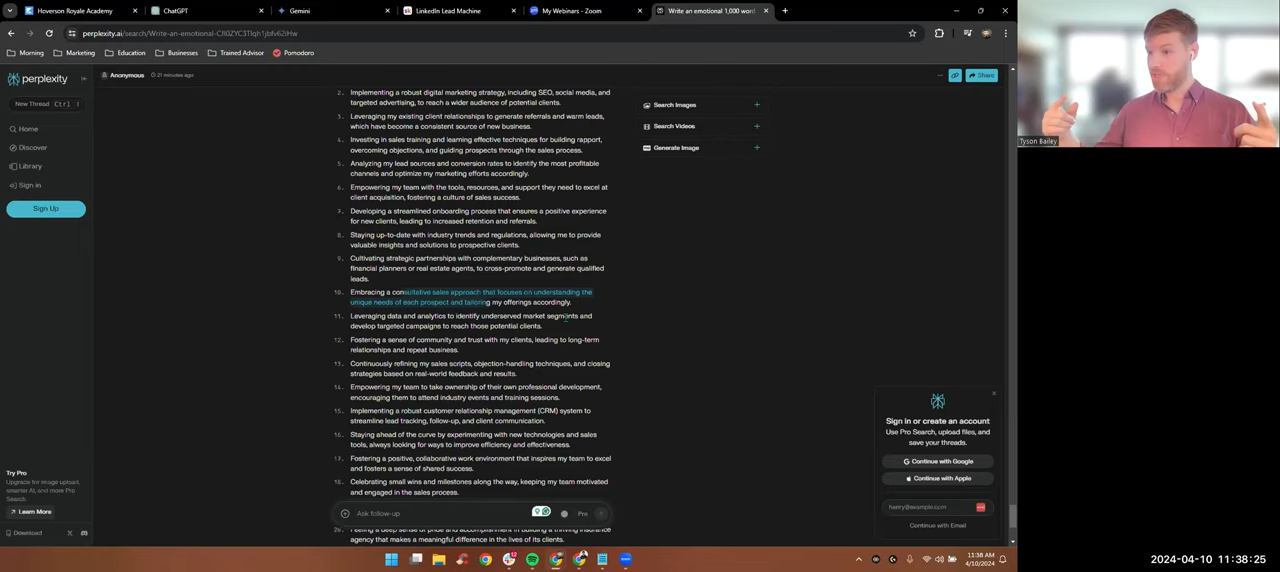 Hoverson Royale Academy
ChatGPT
Gemini
LinkedIn Lead Machine
My Webinars - Zoom
Write an emotional 1,000 word
perplexity.ai/search/Write-an-emotional-
Morning
Marketing
Education
Businesses
Trained Advisor
Pomodoro
perplexity
New Thread Ctrl I
Home
Discover
Library
Sign in
Sign Up
Anonymous
21 minutes ago
Share
2. Implementing a robust digital marketing strategy, including SEO, social media, and
targeted advertising, to reach a wider audience of potential clients.
3. Leveraging my existing client relationships to generate referrals and warm leads,
which have become a consistent source of new business.
4. Investing in sales training and learning effective techniques for building rapport,
overcoming objections, and guiding prospects through the sales process.
5. Analyzing my lead sources and conversion rates to identify the most profitable
channels and optimize my marketing efforts accordingly.
6. Empowering my team with the tools, resources, and support they need to excel at
client acquisition, fostering a culture of sales success.
7. Developing a streamlined onboarding process that ensures a positive experience
for new clients, leading to increased retention and referrals.
8. Staying up-to-date with industry trends and regulations, allowing me to provide
valuable insights and solutions to prospective clients.
9. Cultivating strategic partnerships with complementary businesses, such as
financial planners or real estate agents, to cross-promote and generate qualified
leads.
10. Embracing a consultative sales approach that focuses on understanding the
unique needs of each prospect and tailoring my offerings accordingly.
11. Leveraging data and analytics to identify underserved market segments and
develop targeted campaigns to reach those potential clients.
12. Fostering a sense of community and trust with my clients, leading to long-term
relationships and repeat business.
13. Continuously refining my sales scripts, objection-handling techniques, and closing
strategies based on real-world feedback and results.
14. Empowering my team to take ownership of their own professional development,
encouraging them to attend industry events and training sessions.
15. Implementing a robust customer relationship management (CRM) system to
streamline lead tracking, follow-up, and client communication.
16. Staying ahead of the curve by experimenting with new technologies and sales
tools, always looking for ways to improve efficiency and effectiveness.
17. Fostering a positive, collaborative work environment that inspires my team to excel
and fosters a sense of shared success.
18. Celebrating small wins and milestones along the way, keeping my team motivated
and engaged in the sales process.
Ask follow-up
Pro
20. Feeling a deep sense of pride and accomplishment in building a thriving insurance
agency that makes a meaningful difference in the lives of its clients.
Search Images
Search Videos
Generate Image
Sign in or create an account
Use Pro Search, upload files, and
save your threads.
Continue with Google
Continue with Apple
henry@example.com
Continue with Email
Try Pro
Upgrade for image upload,
smarter AI, and more Pro
Search.
Learn More
Download
Tyson Bailey
11:38 AM
4/10/2024
2024-04-10 11:38:25